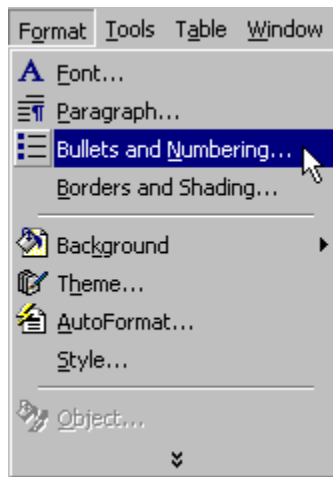 Format Tools Table Window
Font...
Paragraph...
Bullets and Numbering...
Borders and Shading...
Background
Theme...
AutoFormat...
Style...
Object...